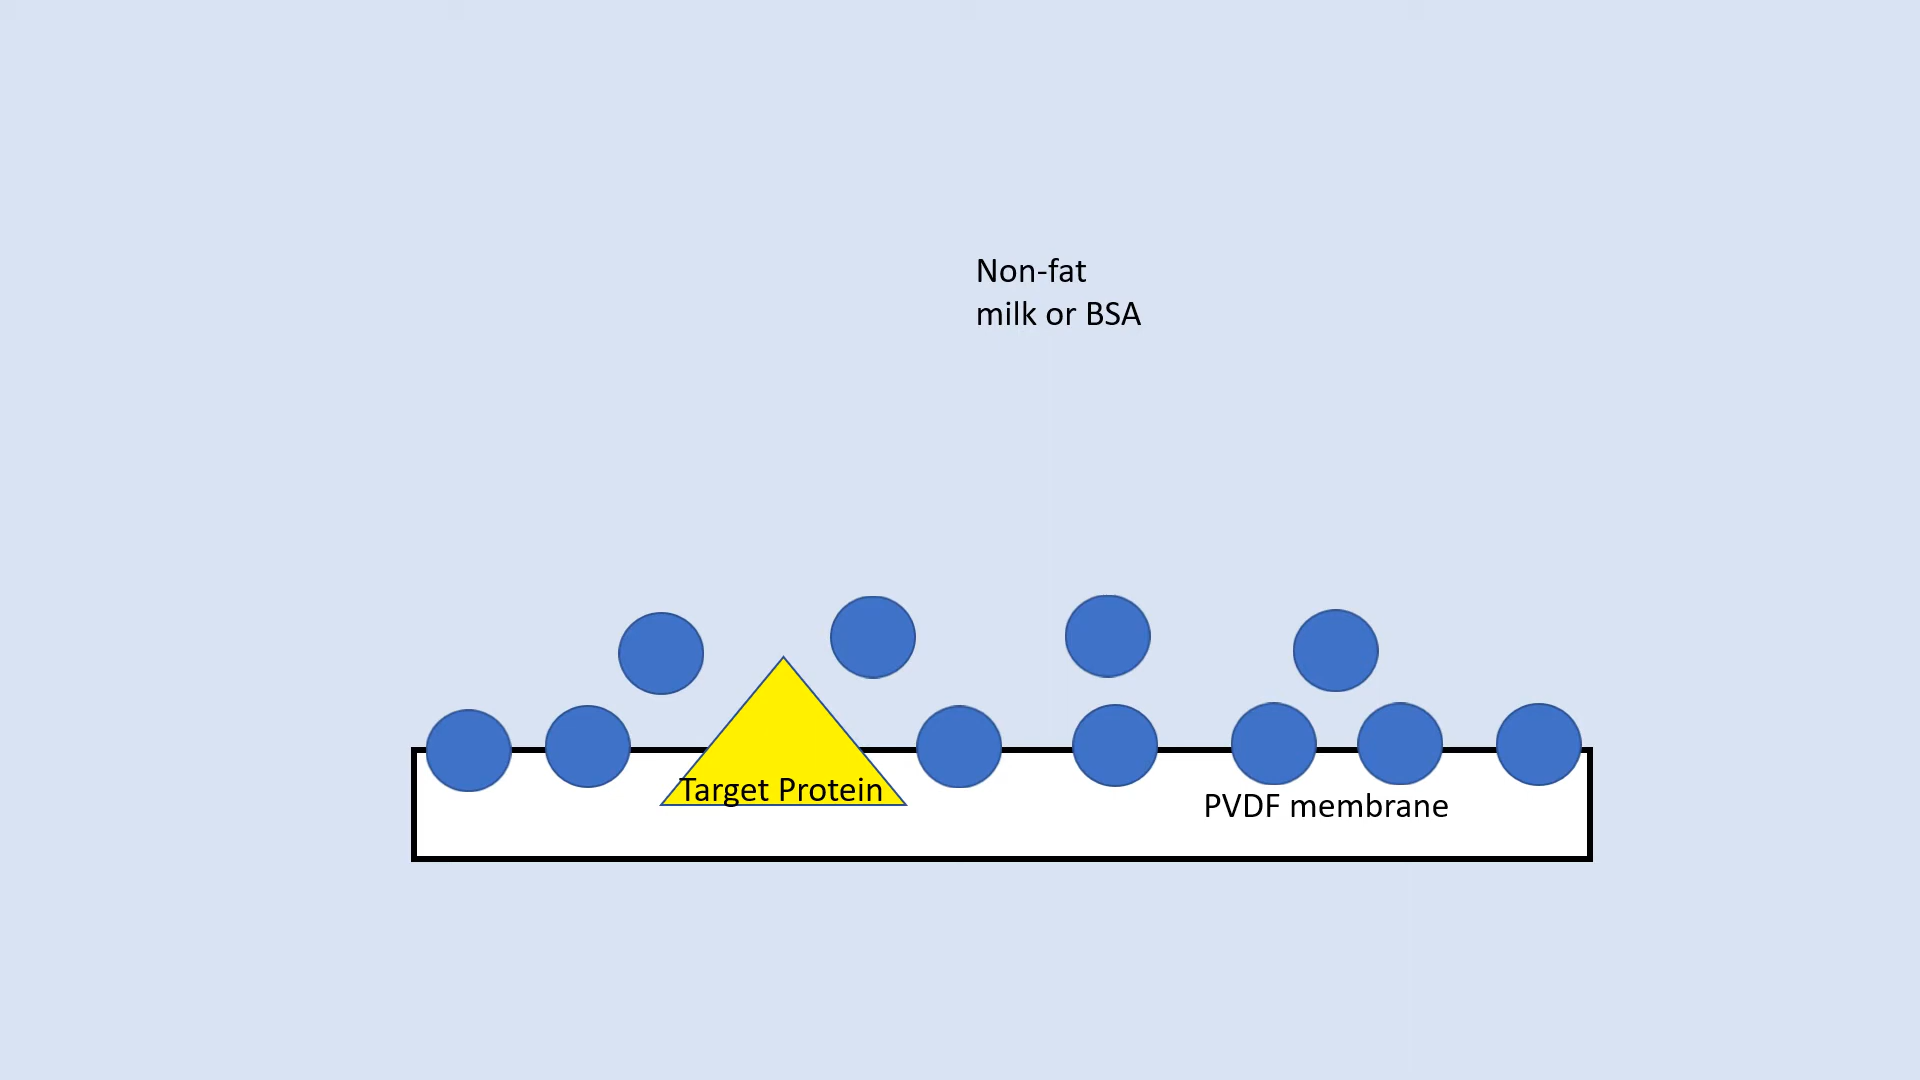 Non-fat
milk or BSA
Target Protein
PVDF membrane